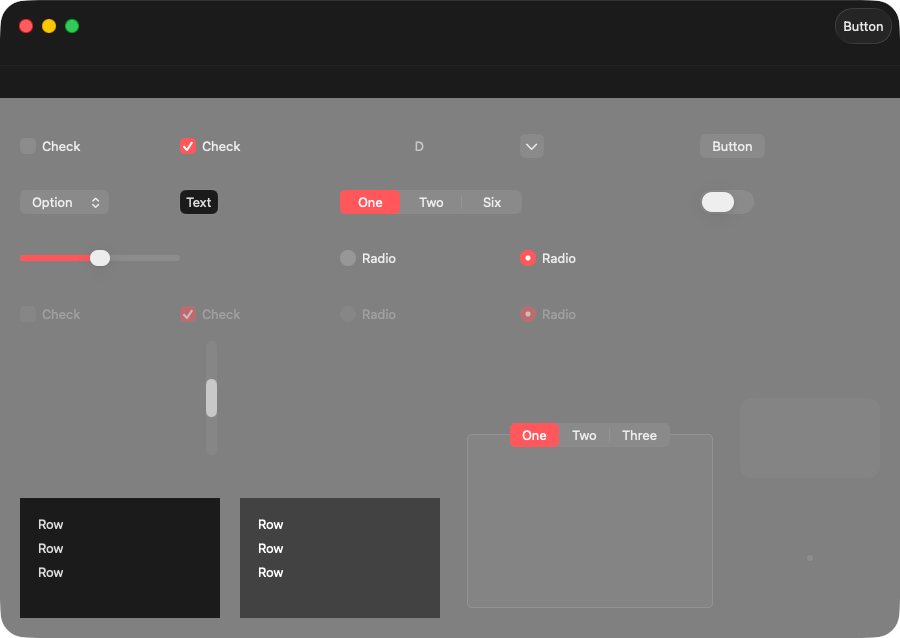 Button
Check
Check
D
Button
Option
Text
One Two Six
Radio
Radio
Check
Check
Radio
Radio
One Two Three
Row
Row
Row
Row
Row
Row